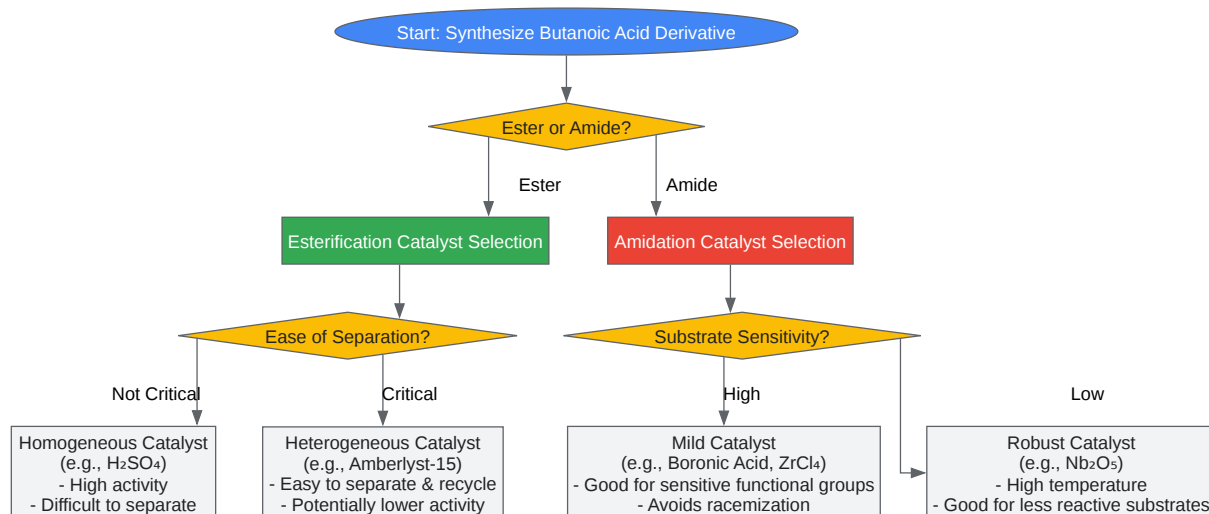 Start: Synthesize Butanoic Acid Derivative
Ester or Amide?
Ester
Amide
Esterification Catalyst Selection
Amidation Catalyst Selection
Ease of Separation?
Substrate Sensitivity?
Not Critical
Critical
High
Low
Homogeneous Catalyst
(e.g., H₂SO₄)
- High activity
- Difficult to separate
Heterogeneous Catalyst
(e.g., Amberlyst-15)
- Easy to separate & recycle
- Potentially lower activity
Mild Catalyst
(e.g., Boronic Acid, ZrCl₄)
- Good for sensitive functional groups
- Avoids racemization
Robust Catalyst
(e.g., Nb₂O₅)
- High temperature
- Good for less reactive substrates